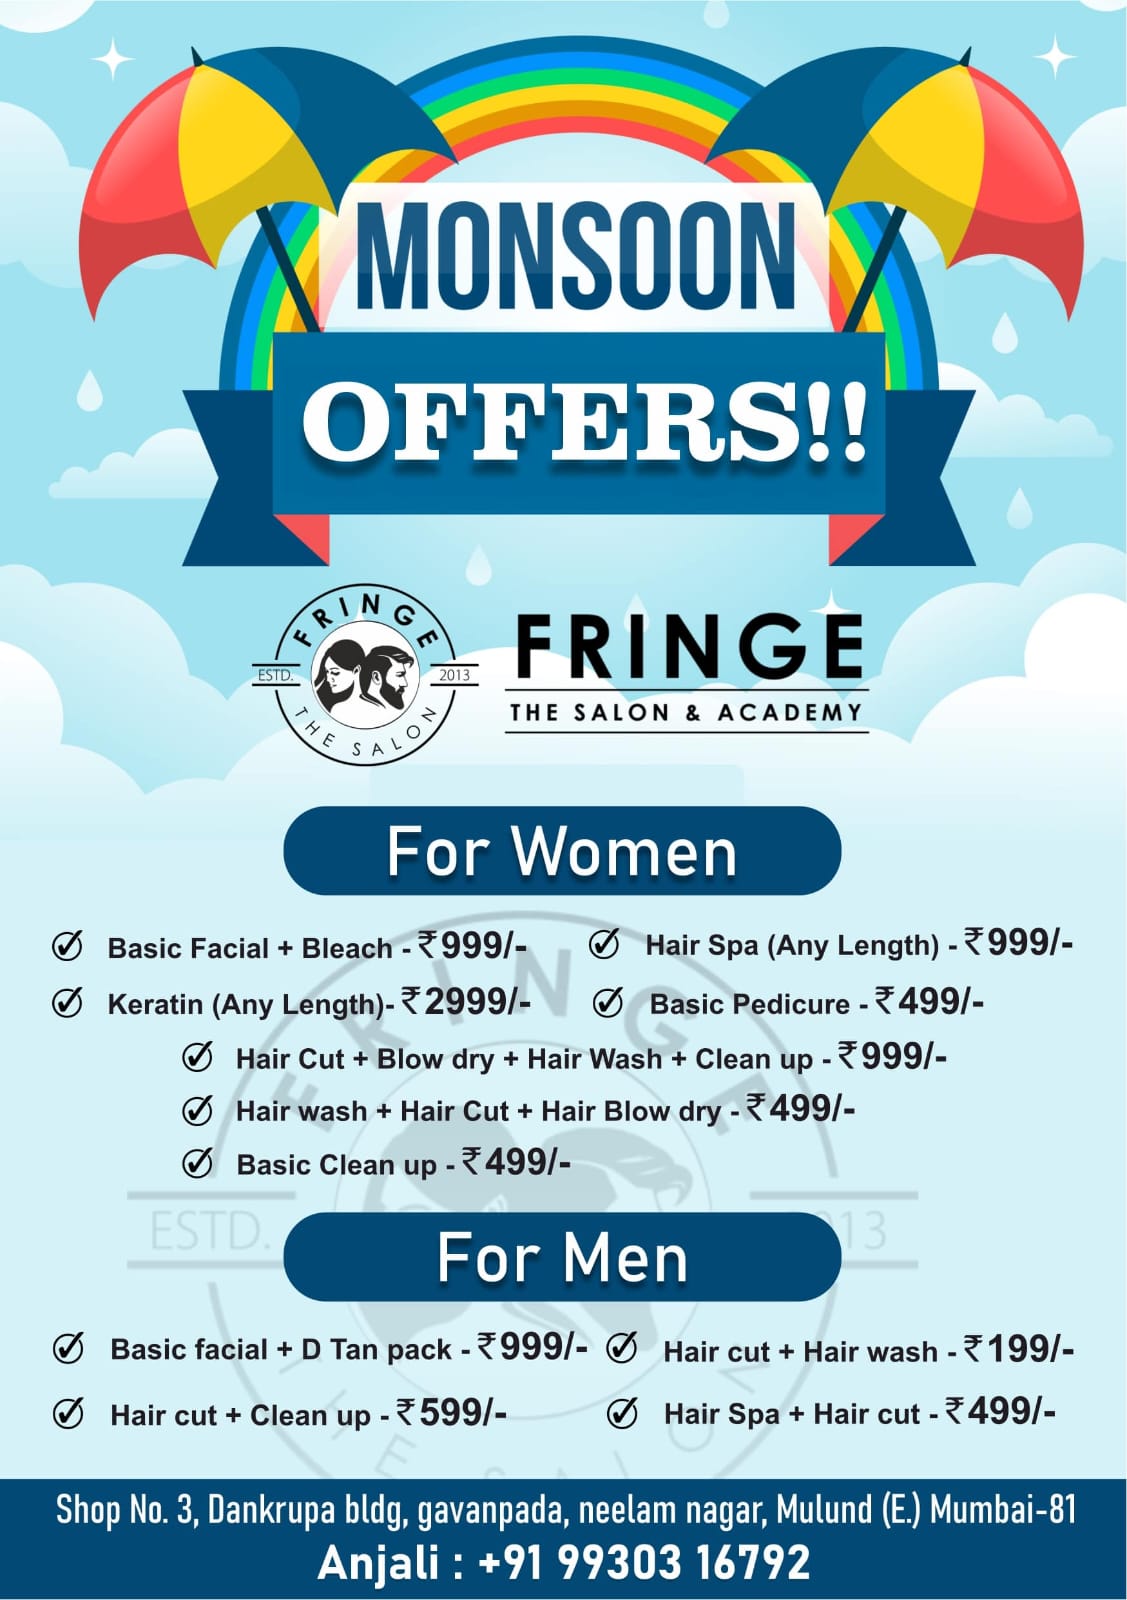 MONSOON
OFFERS!!
FRINGE
ESTD. 2013
THE SALON
FRINGE
THE SALON & ACADEMY
For Women
Basic Facial + Bleach - ₹999/-
Hair Spa (Any Length) - ₹999/-
Keratin (Any Length)- ₹2999/-
Basic Pedicure - ₹499/-
Hair Cut + Blow dry + Hair Wash + Clean up - ₹999/-
Hair wash + Hair Cut + Hair Blow dry - ₹499/-
Basic Clean up - ₹499/-
For Men
Basic facial + D Tan pack - ₹999/-
Hair cut + Hair wash - ₹199/-
Hair cut + Clean up - ₹599/-
Hair Spa + Hair cut - ₹499/-
Shop No. 3, Dankrupa bldg, gavanpada, neelam nagar, Mulund (E.) Mumbai-81
Anjali : +91 99303 16792